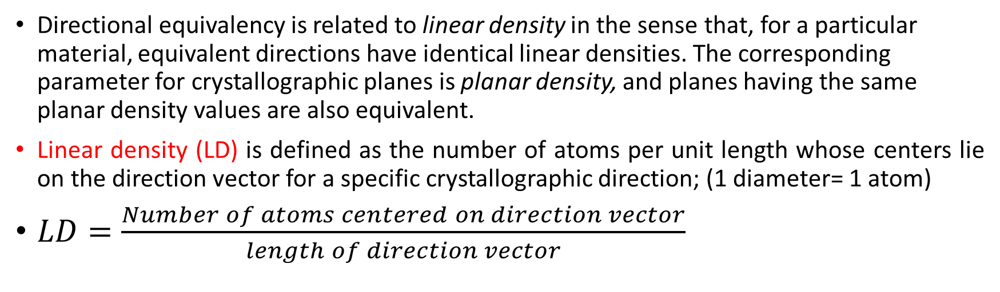 • Directional equivalency is related to linear density in the sense that, for a particular
material, equivalent directions have identical linear densities. The corresponding
parameter for crystallographic planes is planar density, and planes having the same
planar density values are also equivalent.
• Linear density (LD) is defined as the number of atoms per unit length whose centers lie
on the direction vector for a specific crystallographic direction; (1 diameter= 1 atom)
• LD = Number of atoms centered on direction vector
length of direction vector